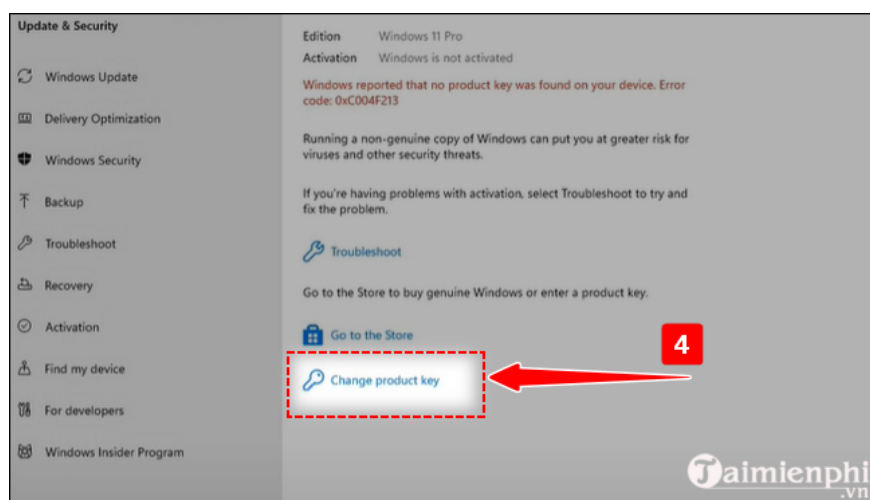 Update & Security
Windows Update
Delivery Optimization
Windows Security
Backup
Troubleshoot
Recovery
Activation
Find my device
For developers
Windows Insider Program
Edition Windows 11 Pro
Activation Windows is not activated
Windows reported that no product key was found on your device. Error
code: 0xC004F213
Running a non-genuine copy of Windows can put you at greater risk for
viruses and other security threats.
If you're having problems with activation, select Troubleshoot to try and
fix the problem.
Troubleshoot
Go to the Store to buy genuine Windows or enter a product key.
Go to the Store
4
Change product key
Taimienphi
.vn